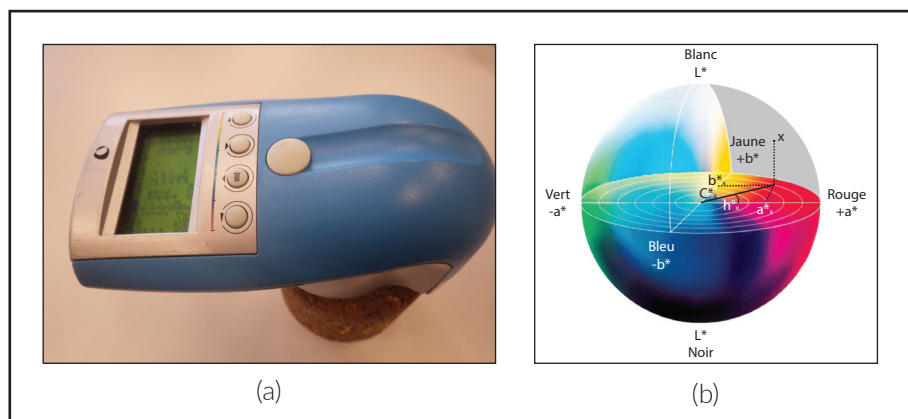 Blanc
L*
Jaune
+b*
x
b*x
C*x
h°x
a*x
Vert
-a*
Rouge
+a*
Bleu
-b*
L*
Noir
(a)
(b)